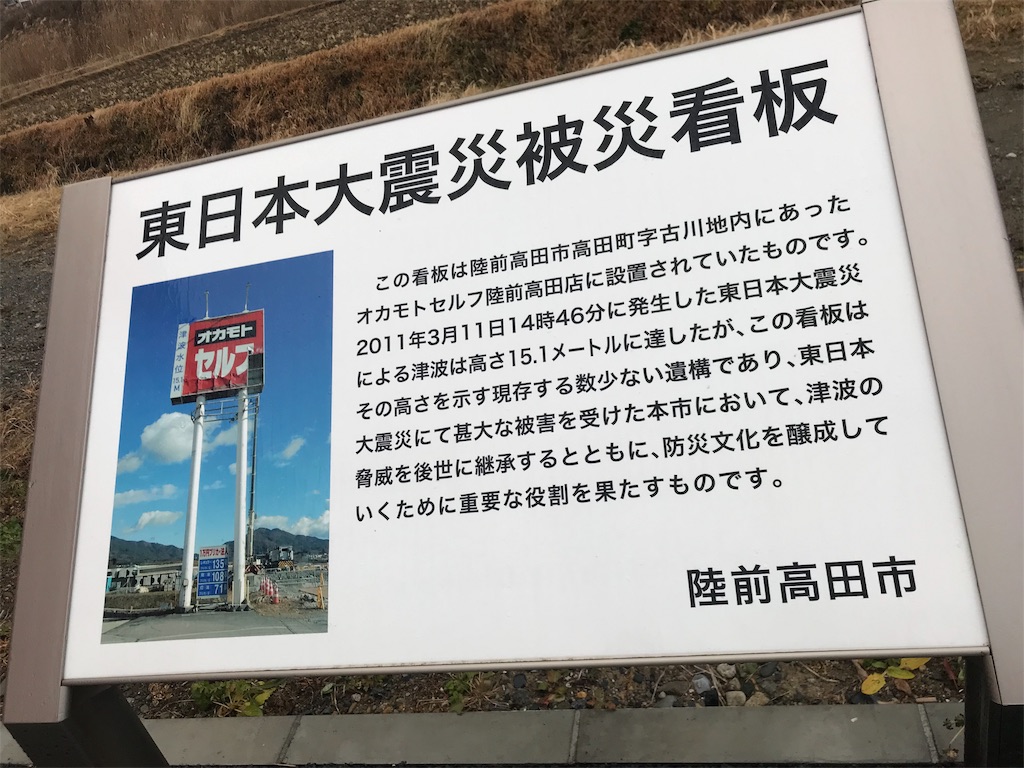 東日本大震災被災看板
この看板は陸前高田市高田町字古川地内にあった
オカモトセルフ陸前高田店に設置されていたものです。
2011年3月11日14時46分に発生した東日本大震災
による津波は高さ15.1メートルに達したが、この看板は
その高さを示す現存する数少ない遺構であり、東日本
大震災にて甚大な被害を受けた本市において、津波の
脅威を後世に継承するとともに、防災文化を醸成して
いくために重要な役割を果たすものです。
陸前高田市
津波水位
15.1M
オカモト
セルフ
135
108
71